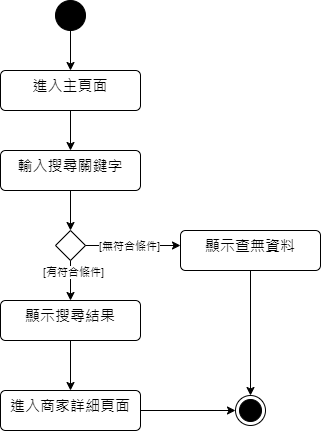 進入主頁面
輸入搜尋關鍵字
[無符合條件]
顯示查無資料
[有符合條件]
顯示搜尋結果
進入商家詳細頁面